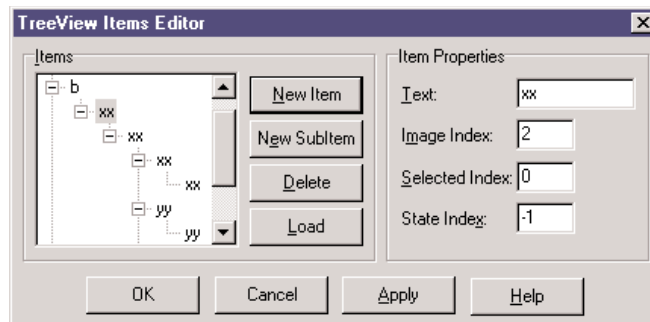 TreeView Items Editor
Items
b
xx
xx
xx
xx
yy
yy
New Item
New SubItem
Delete
Load
Item Properties
Text: xx
Image Index: 2
Selected Index: 0
State Index: -1
OK Cancel Apply Help